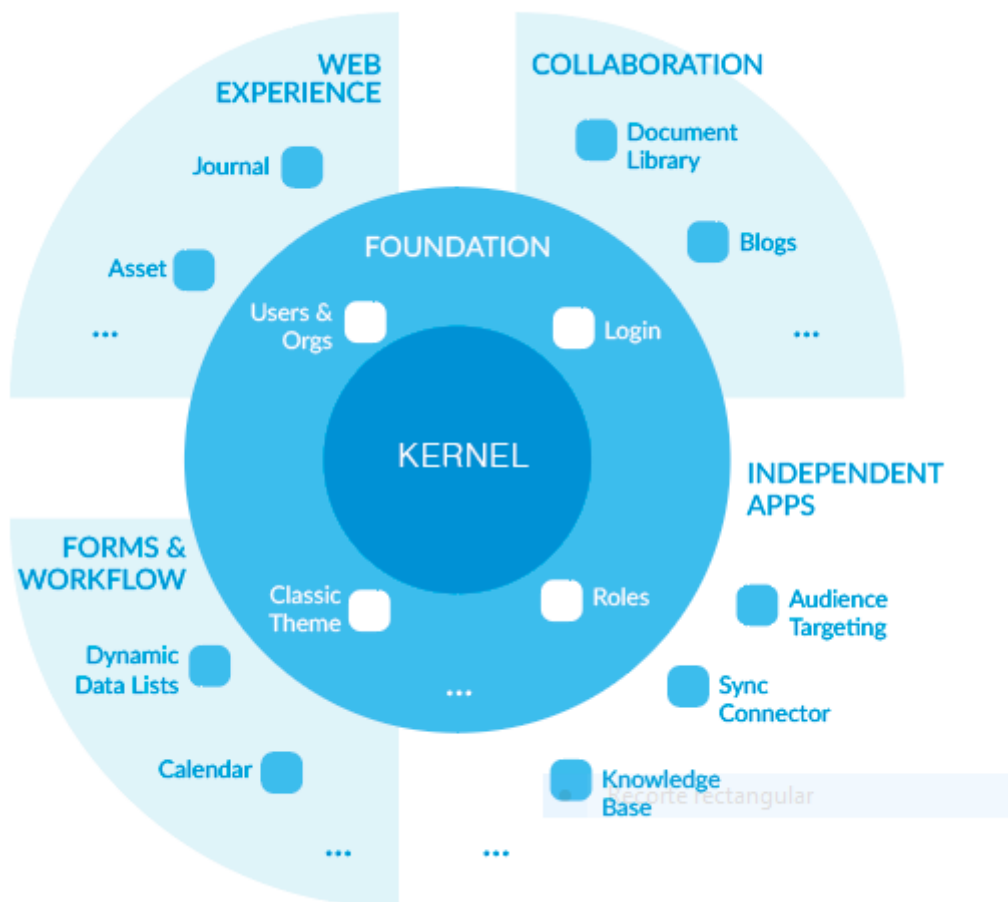 WEB
EXPERIENCE
Journal
Asset
...
COLLABORATION
Document
Library
Blogs
...
FOUNDATION
Users &
Orgs
Login
KERNEL
Classic
Theme
Roles
...
FORMS &
WORKFLOW
Dynamic
Data Lists
Calendar
...
INDEPENDENT
APPS
Audience
Targeting
Sync
Connector
Knowledge
Base
Recorte rectangular
...